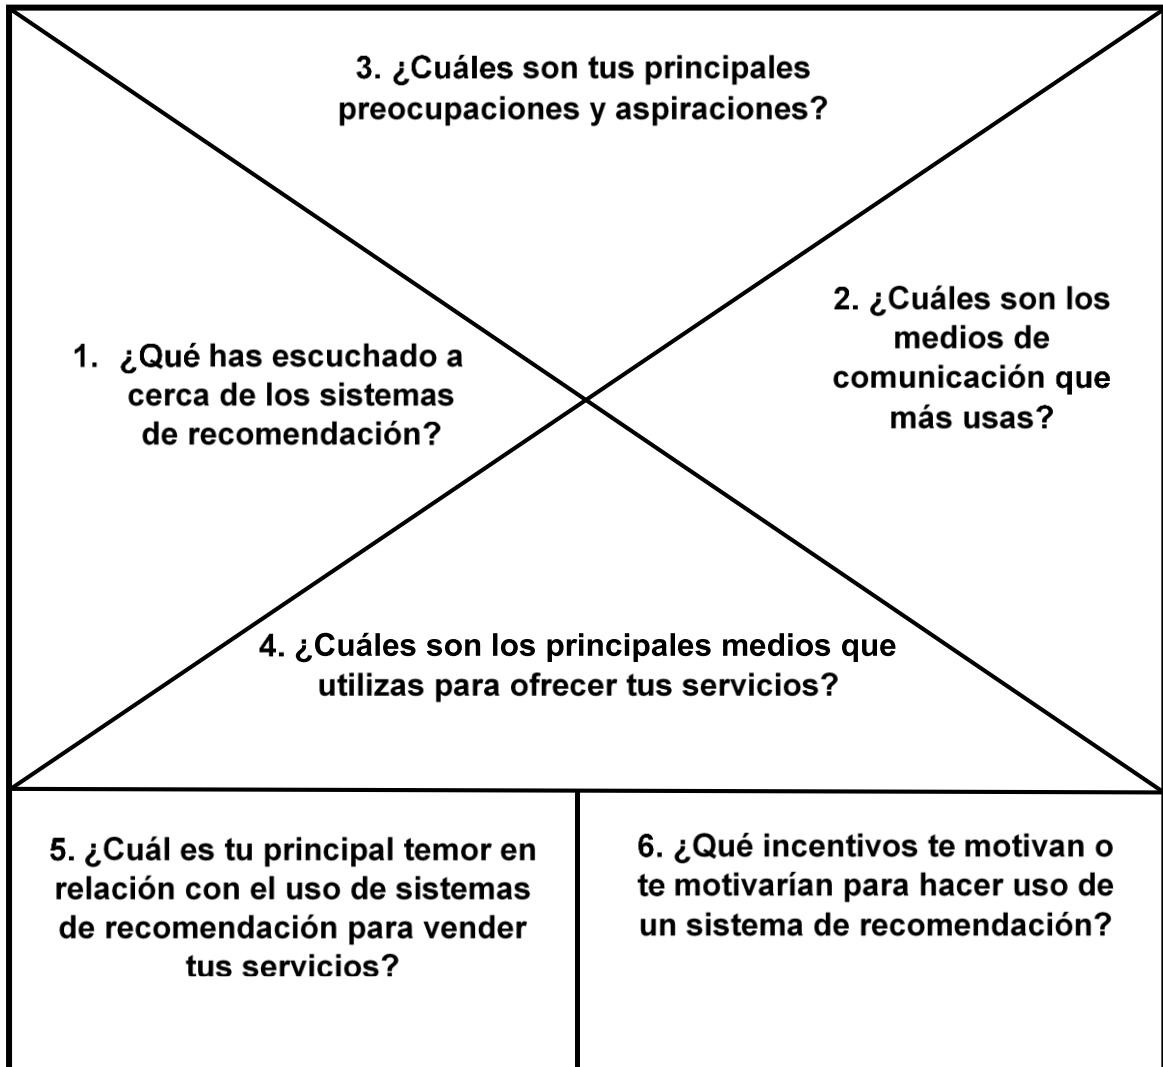 3. ¿Cuáles son tus principales
preocupaciones y aspiraciones?
2. ¿Cuáles son los
medios de
comunicación que
más usas?
1. ¿Qué has escuchado a
cerca de los sistemas
de recomendación?
4. ¿Cuáles son los principales medios que
utilizas para ofrecer tus servicios?
5. ¿Cuál es tu principal temor en
relación con el uso de sistemas
de recomendación para vender
tus servicios?
6. ¿Qué incentivos te motivan o
te motivarían para hacer uso de
un sistema de recomendación?